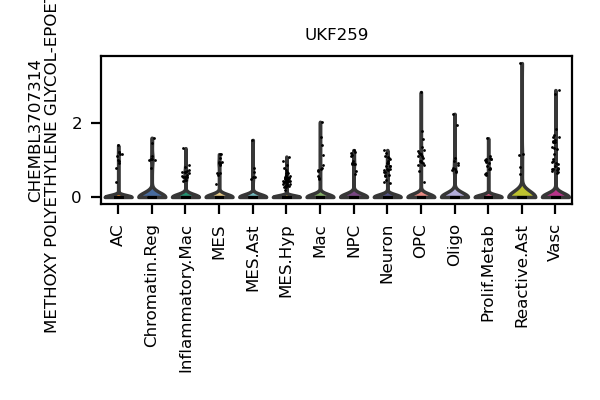 UKF259
CHEMBL3707314
METHOXY POLYETHYLENE GLYCOL-EPOET
2
0
AC
Chromatin.Reg
Inflammatory.Mac
MES
MES.Ast
MES.Hyp
Mac
NPC
Neuron
OPC
Oligo
Prolif.Metab
Reactive.Ast
Vasc